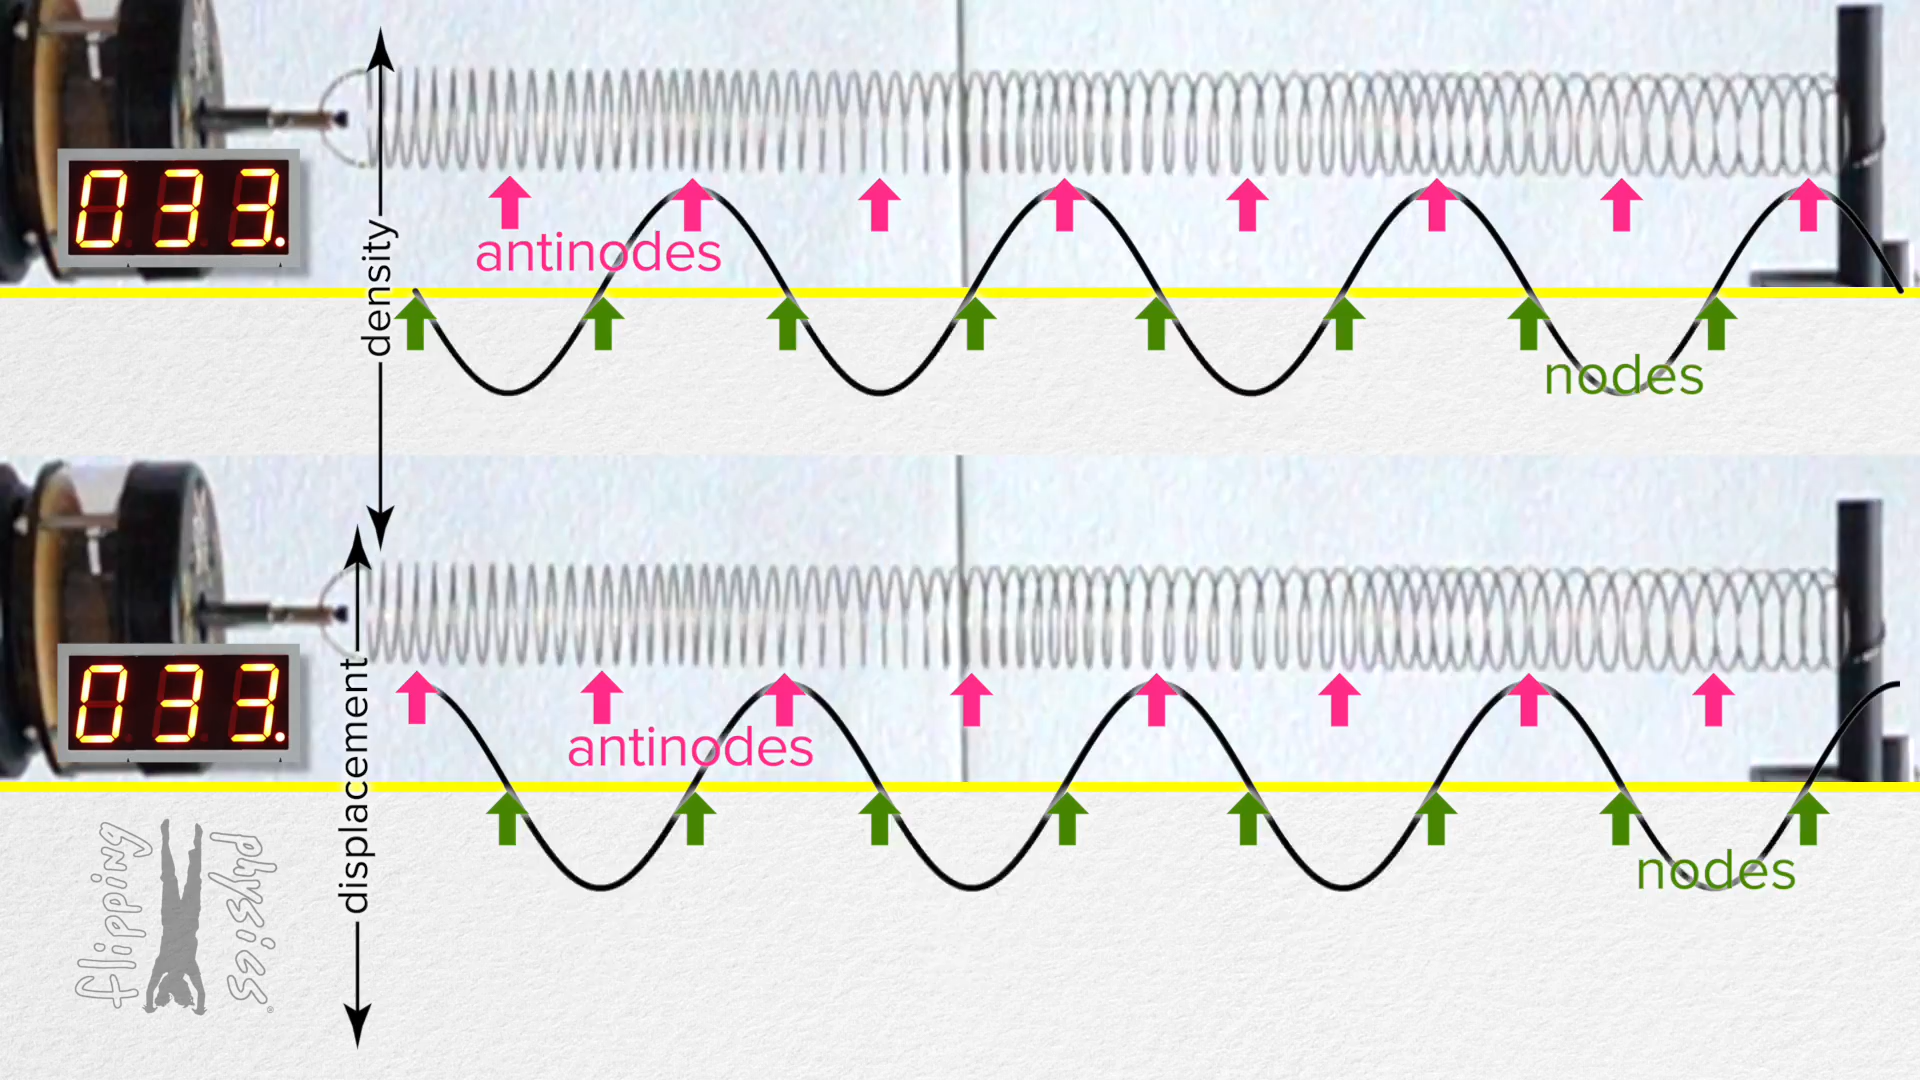 033.
density
antinodes
nodes
033.
displacement
antinodes
nodes
flipping
physics
®